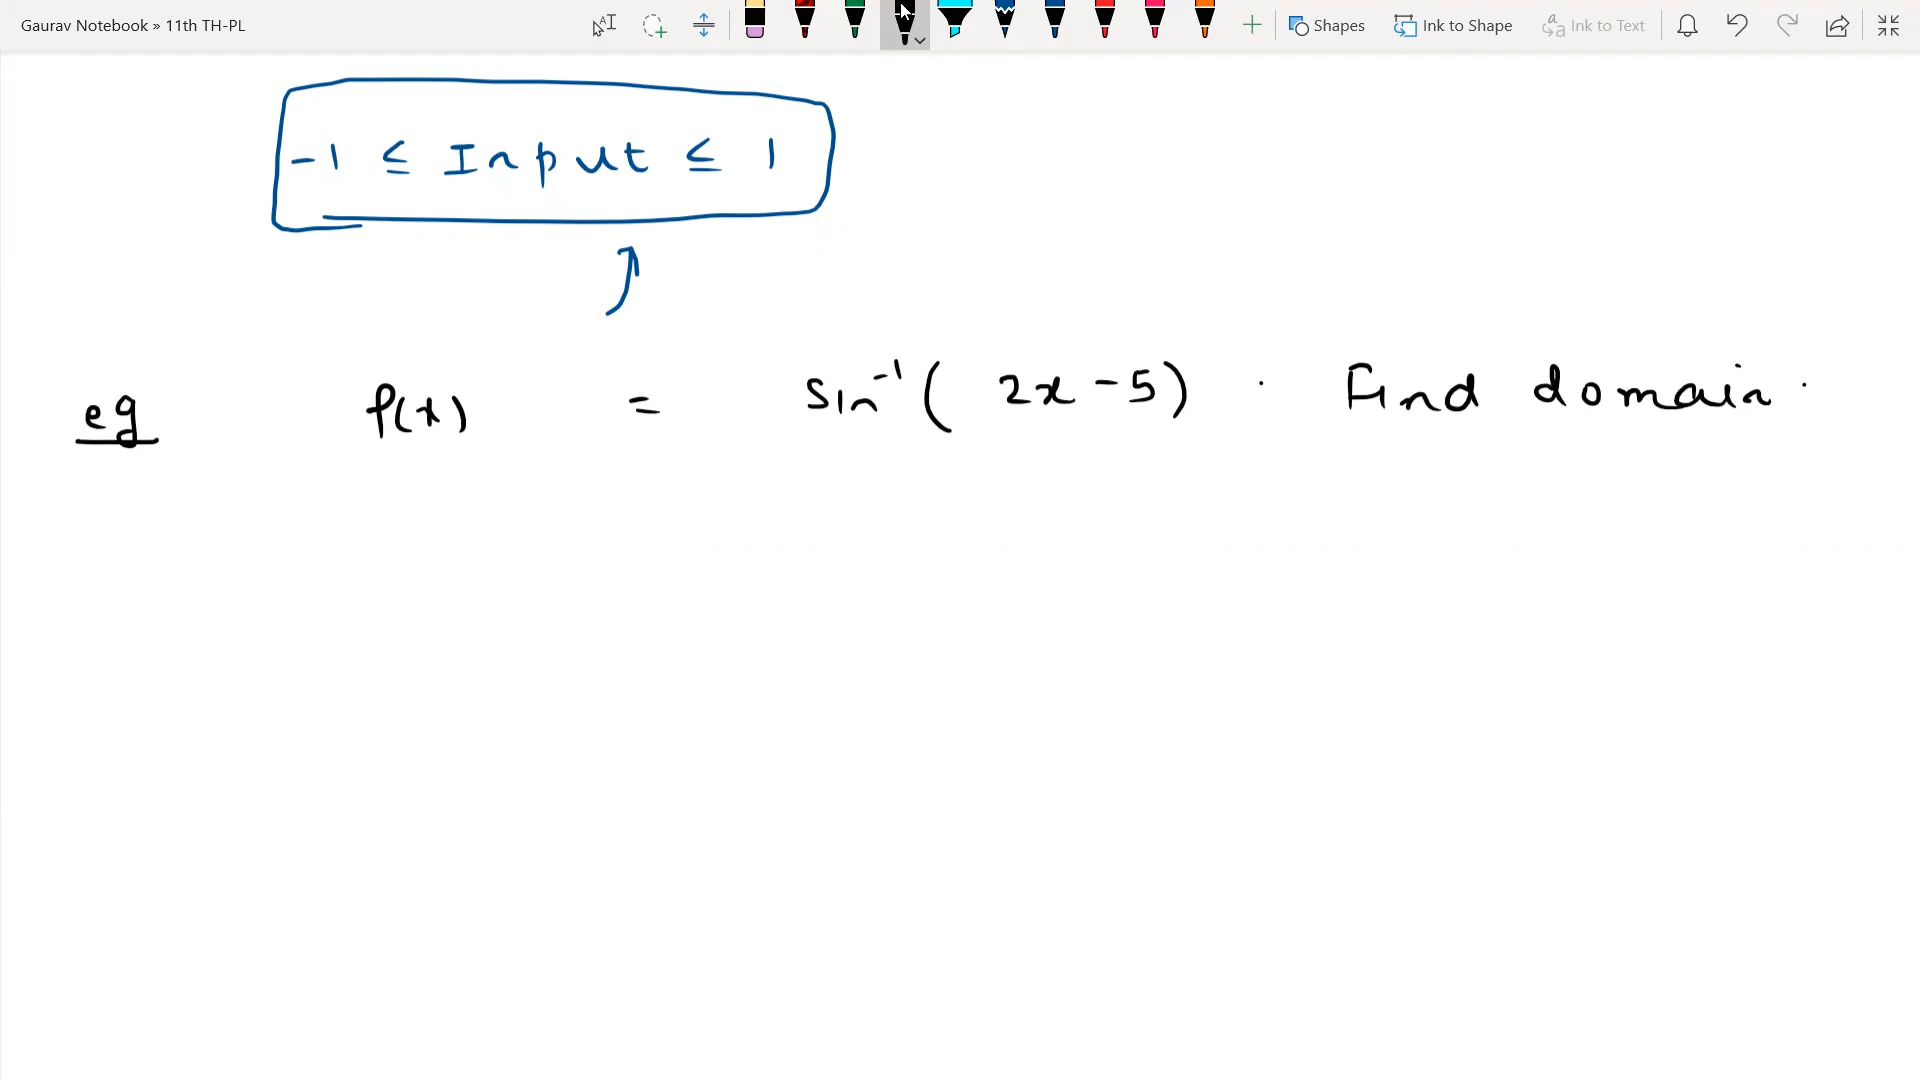 Gaurav Notebook » 11th TH-PL
Shapes
Ink to Shape
Ink to Text
-1 ≤ Input ≤ 1
eg f(x) = sin⁻¹( 2x - 5) . Find domain.